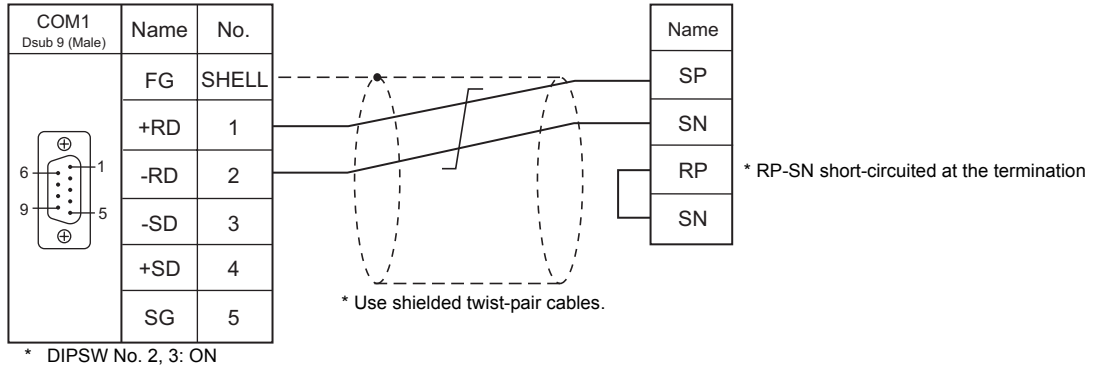 COM1
Dsub 9 (Male)
Name No.
FG SHELL
+RD 1
-RD 2
-SD 3
+SD 4
SG 5
6
1
9
5
* DIPSW No. 2, 3: ON
* Use shielded twist-pair cables.
Name
SP
SN
RP
SN
* RP-SN short-circuited at the termination